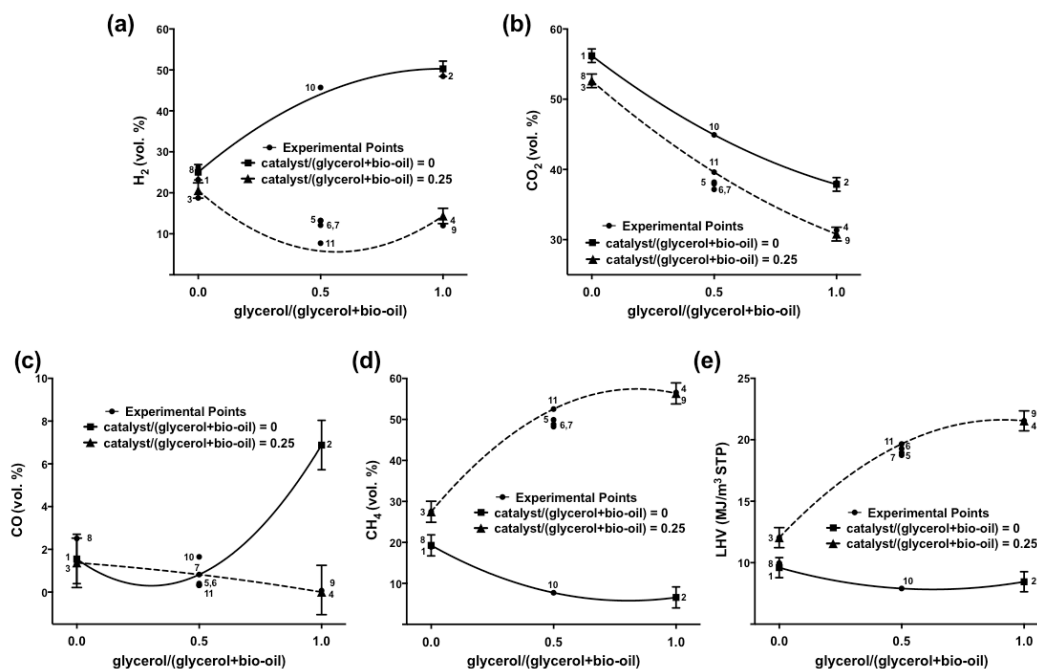 (a)
60
50
40
30
20
10
H2 (vol. %)
10
2
8
1
3
5
6,7
11
4
9
Experimental Points
catalyst/(glycerol+bio-oil) = 0
catalyst/(glycerol+bio-oil) = 0.25
0.0 0.5 1.0
glycerol/(glycerol+bio-oil)
(b)
60
50
40
30
CO2 (vol. %)
1
8
3
10
11
5
6,7
2
4
9
Experimental Points
catalyst/(glycerol+bio-oil) = 0
catalyst/(glycerol+bio-oil) = 0.25
0.0 0.5 1.0
glycerol/(glycerol+bio-oil)
(c)
10
8
6
4
2
0
CO (vol. %)
Experimental Points
catalyst/(glycerol+bio-oil) = 0
catalyst/(glycerol+bio-oil) = 0.25
2
8
1
3
10
7
5,6
11
9
4
0.0 0.5 1.0
glycerol/(glycerol+bio-oil)
(d)
60
50
40
30
20
10
0
CH4 (vol. %)
11
5
6,7
4
9
3
8
1
10
2
Experimental Points
catalyst/(glycerol+bio-oil) = 0
catalyst/(glycerol+bio-oil) = 0.25
0.0 0.5 1.0
glycerol/(glycerol+bio-oil)
(e)
25
20
15
10
LHV (MJ/m3 STP)
9
4
11
6
7
5
3
8
1
10
2
Experimental Points
catalyst/(glycerol+bio-oil) = 0
catalyst/(glycerol+bio-oil) = 0.25
0.0 0.5 1.0
glycerol/(glycerol+bio-oil)